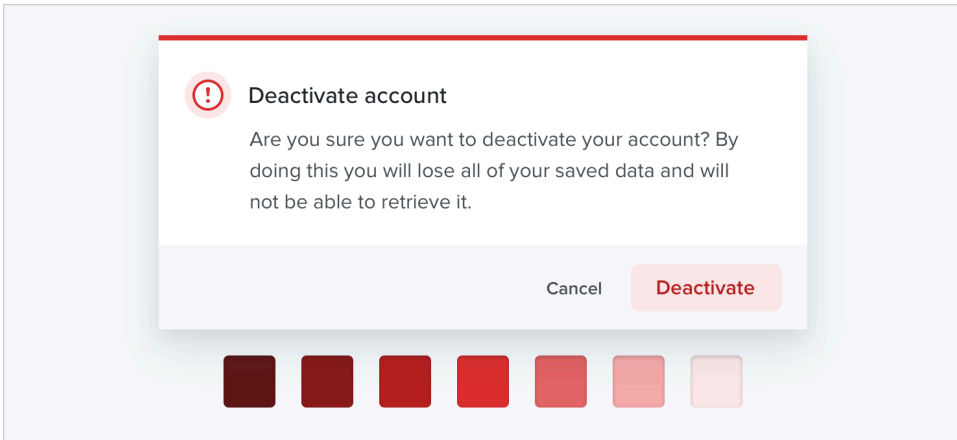 Deactivate account
Are you sure you want to deactivate your account? By
doing this you will lose all of your saved data and will
not be able to retrieve it.
Cancel
Deactivate